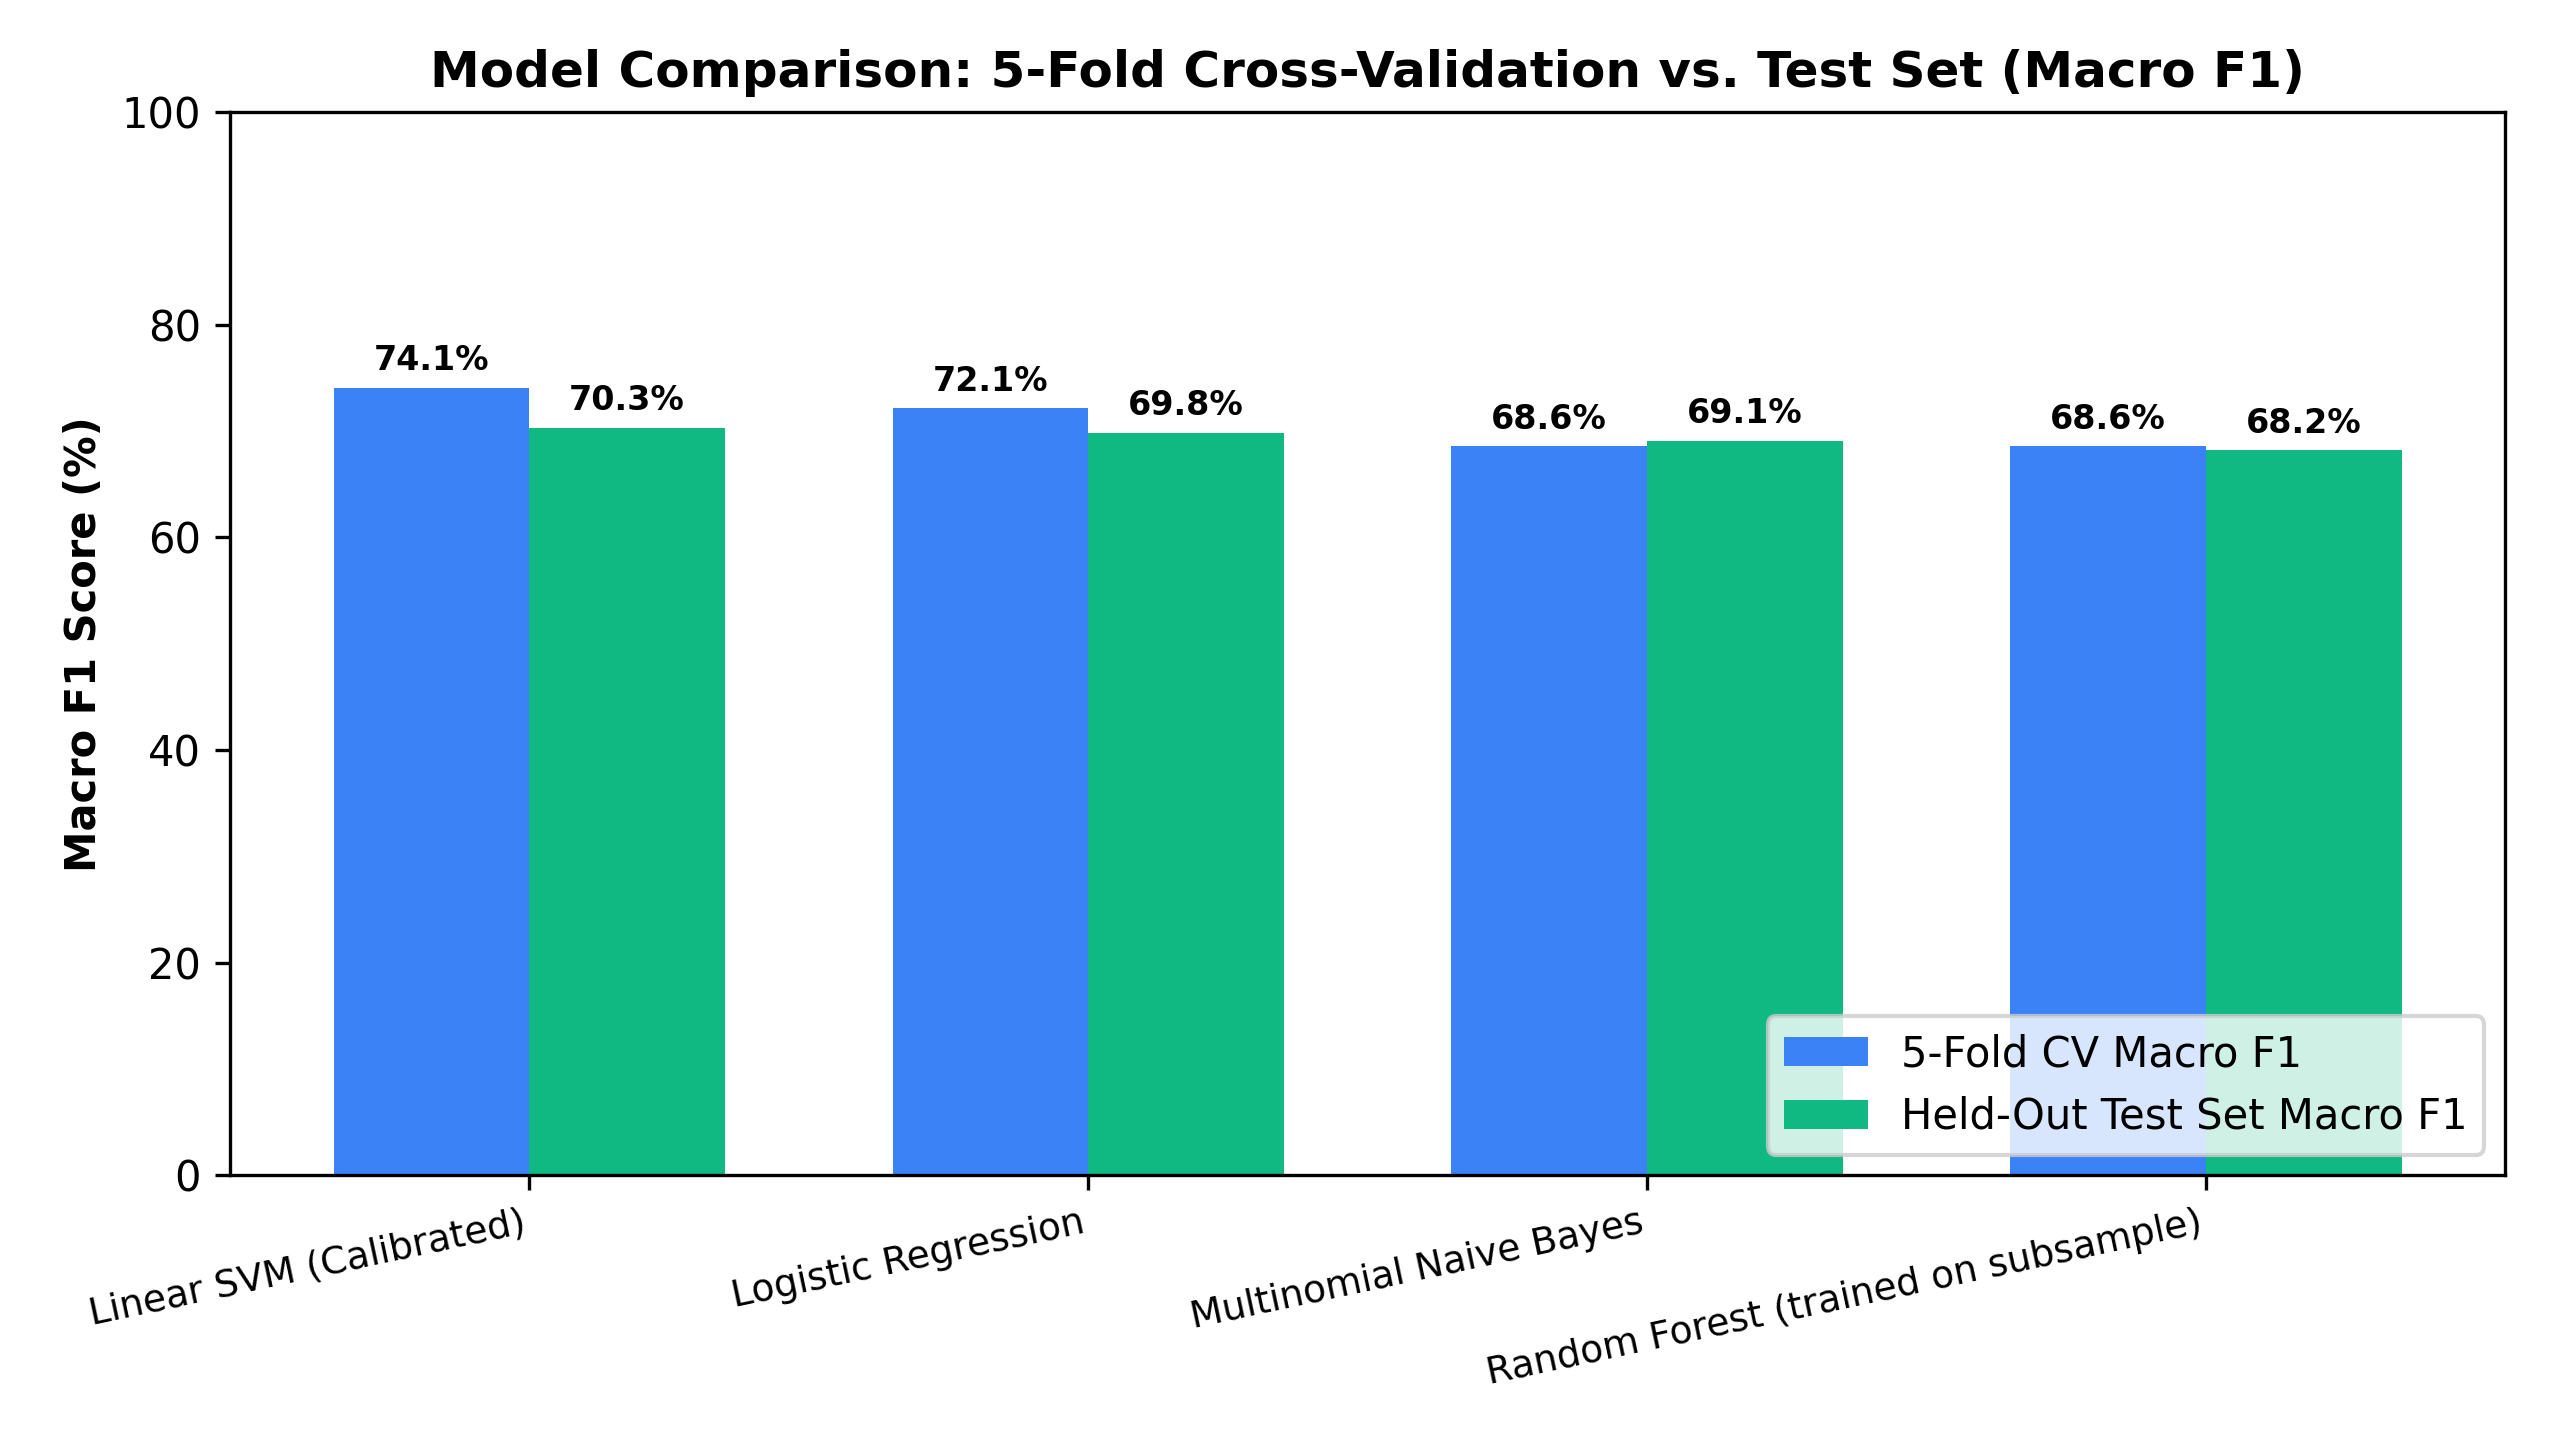 Model Comparison: 5-Fold Cross-Validation vs. Test Set (Macro F1)
Macro F1 Score (%)
100
80
60
40
20
0
74.1%
70.3%
72.1%
69.8%
68.6%
69.1%
68.6%
68.2%
5-Fold CV Macro F1
Held-Out Test Set Macro F1
Linear SVM (Calibrated)
Logistic Regression
Multinomial Naive Bayes
Random Forest (trained on subsample)